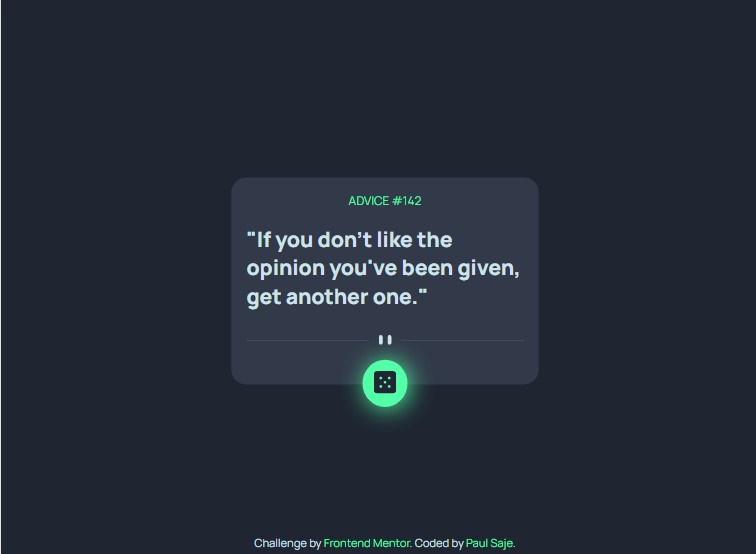 ADVICE #142
"If you don't like the
opinion you've been given,
get another one."
Challenge by Frontend Mentor. Coded by Paul Saje.